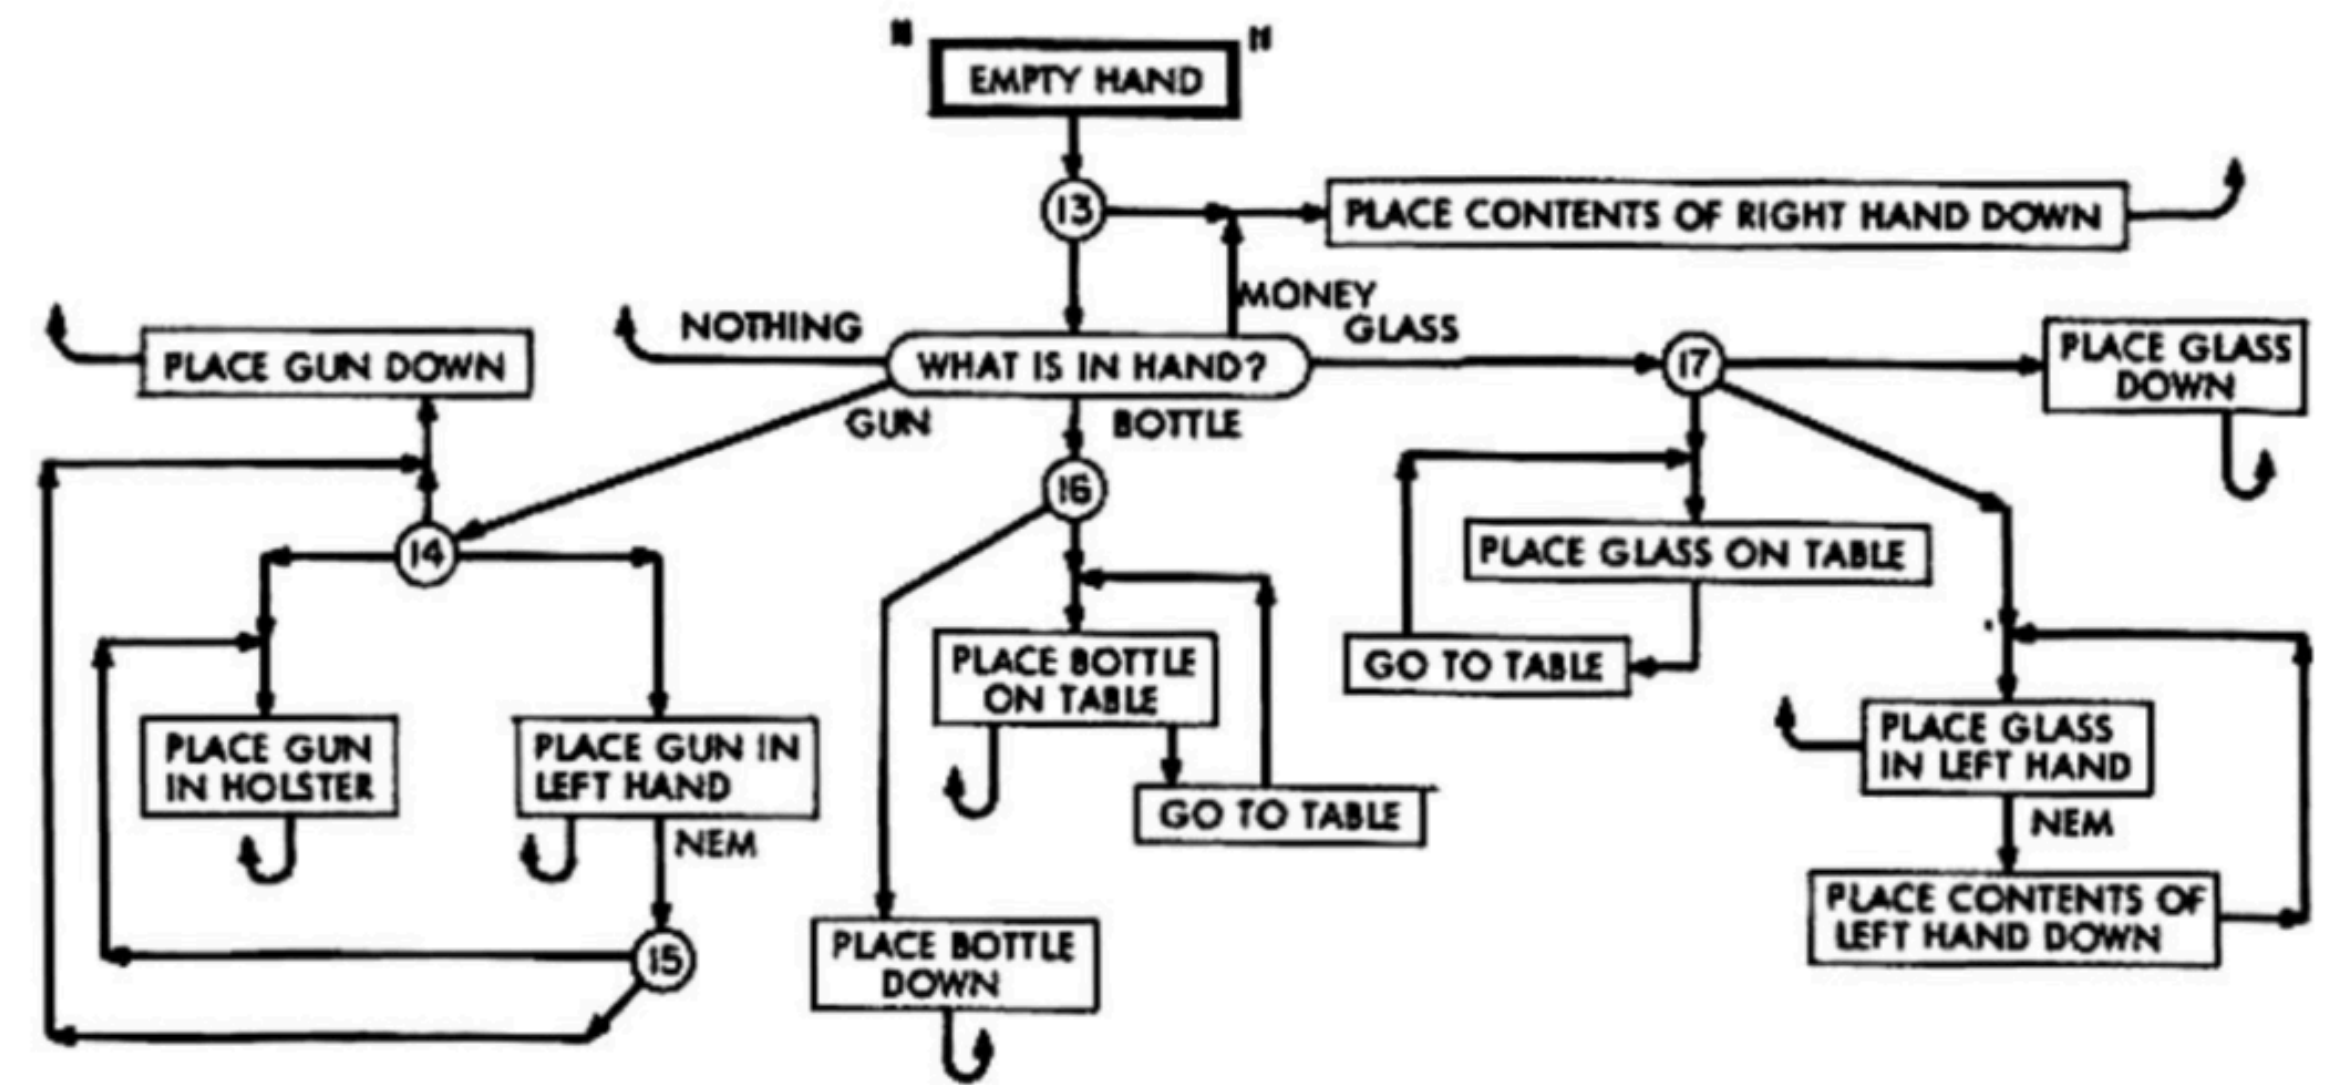 " EMPTY HAND "
13
PLACE CONTENTS OF RIGHT HAND DOWN
MONEY
NOTHING
GLASS
PLACE GUN DOWN
WHAT IS IN HAND?
17
PLACE GLASS
DOWN
GUN
BOTTLE
16
14
PLACE GLASS ON TABLE
PLACE BOTTLE
ON TABLE
GO TO TABLE
PLACE GUN
IN HOLSTER
PLACE GUN IN
LEFT HAND
PLACE GLASS
IN LEFT HAND
GO TO TABLE
NEM
NEM
PLACE CONTENTS OF
LEFT HAND DOWN
15
PLACE BOTTLE
DOWN